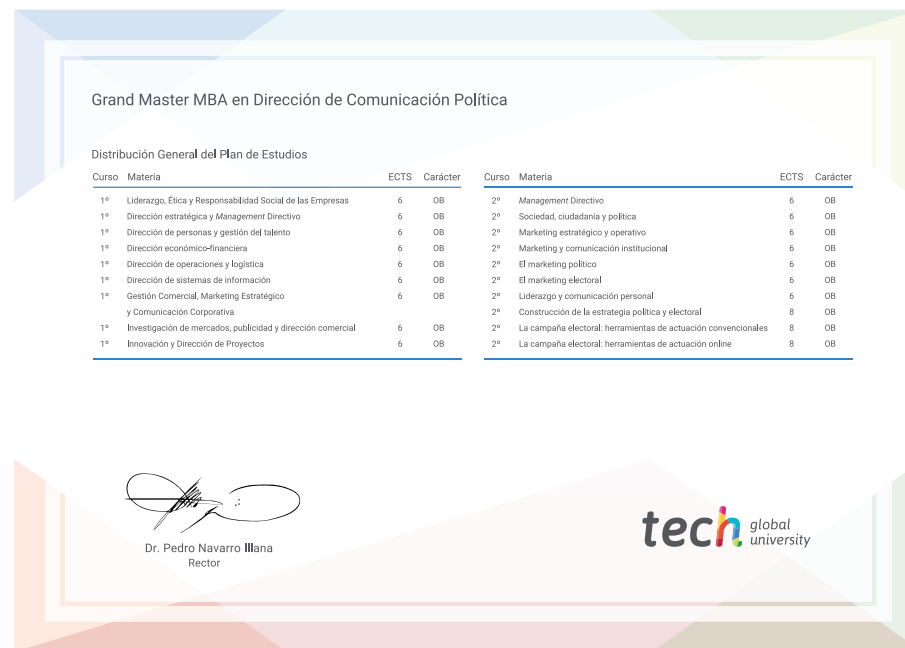 Grand Master MBA en Dirección de Comunicación Política
Distribución General del Plan de Estudios
Curso Materia ECTS Carácter
1º Liderazgo, Ética y Responsabilidad Social de las Empresas 6 OB
1º Dirección estratégica y Management Directivo 6 OB
1º Dirección de personas y gestión del talento 6 OB
1º Dirección económico-financiera 6 OB
1º Dirección de operaciones y logística 6 OB
1º Dirección de sistemas de información 6 OB
1º Gestión Comercial, Marketing Estratégico 6 OB
y Comunicación Corporativa
1º Investigación de mercados, publicidad y dirección comercial 6 OB
1º Innovación y Dirección de Proyectos 6 OB
Curso Materia ECTS Carácter
2º Management Directivo 6 OB
2º Sociedad, ciudadanía y política 6 OB
2º Marketing estratégico y operativo 6 OB
2º Marketing y comunicación institucional 6 OB
2º El marketing político 6 OB
2º El marketing electoral 6 OB
2º Liderazgo y comunicación personal 6 OB
2º Construcción de la estrategia política y electoral 8 OB
2º La campaña electoral: herramientas de actuación convencionales 8 OB
2º La campaña electoral: herramientas de actuación online 8 OB
Dr. Pedro Navarro Illana
Rector
tech global
university